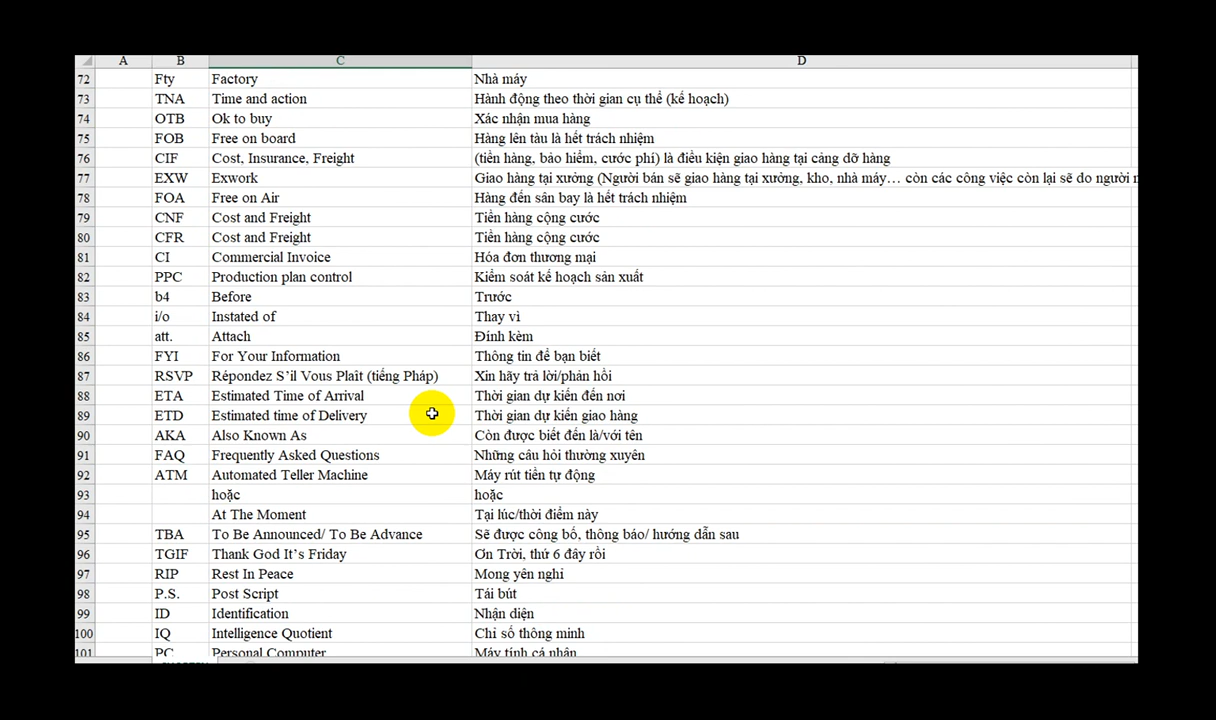 A B C D
72 Fty Factory Nhà máy
73 TNA Time and action Hành động theo thời gian cụ thể (kế hoạch)
74 OTB Ok to buy Xác nhận mua hàng
75 FOB Free on board Hàng lên tàu là hết trách nhiệm
76 CIF Cost, Insurance, Freight (tiền hàng, bảo hiểm, cước phí) là điều kiện giao hàng tại cảng dỡ hàng
77 EXW Exwork Giao hàng tại xưởng (Người bán sẽ giao hàng tại xưởng, kho, nhà máy… còn các công việc còn lại sẽ do người
78 FOA Free on Air Hàng đến sân bay là hết trách nhiệm
79 CNF Cost and Freight Tiền hàng cộng cước
80 CFR Cost and Freight Tiền hàng cộng cước
81 CI Commercial Invoice Hóa đơn thương mại
82 PPC Production plan control Kiểm soát kế hoạch sản xuất
83 b4 Before Trước
84 i/o Instated of Thay vì
85 att. Attach Đính kèm
86 FYI For Your Information Thông tin để bạn biết
87 RSVP Répondez S’il Vous Plaît (tiếng Pháp) Xin hãy trả lời/phản hồi
88 ETA Estimated Time of Arrival Thời gian dự kiến đến nơi
89 ETD Estimated time of Delivery Thời gian dự kiến giao hàng
90 AKA Also Known As Còn được biết đến là/với tên
91 FAQ Frequently Asked Questions Những câu hỏi thường xuyên
92 ATM Automated Teller Machine Máy rút tiền tự động
93 hoặc hoặc
94 At The Moment Tại lúc/thời điểm này
95 TBA To Be Announced/ To Be Advance Sẽ được công bố, thông báo/ hướng dẫn sau
96 TGIF Thank God It’s Friday Ơn Trời, thứ 6 đây rồi
97 RIP Rest In Peace Mong yên nghỉ
98 P.S. Post Script Tái bút
99 ID Identification Nhận diện
100 IQ Intelligence Quotient Chỉ số thông minh
101 PC Personal Computer Máy tính cá nhân